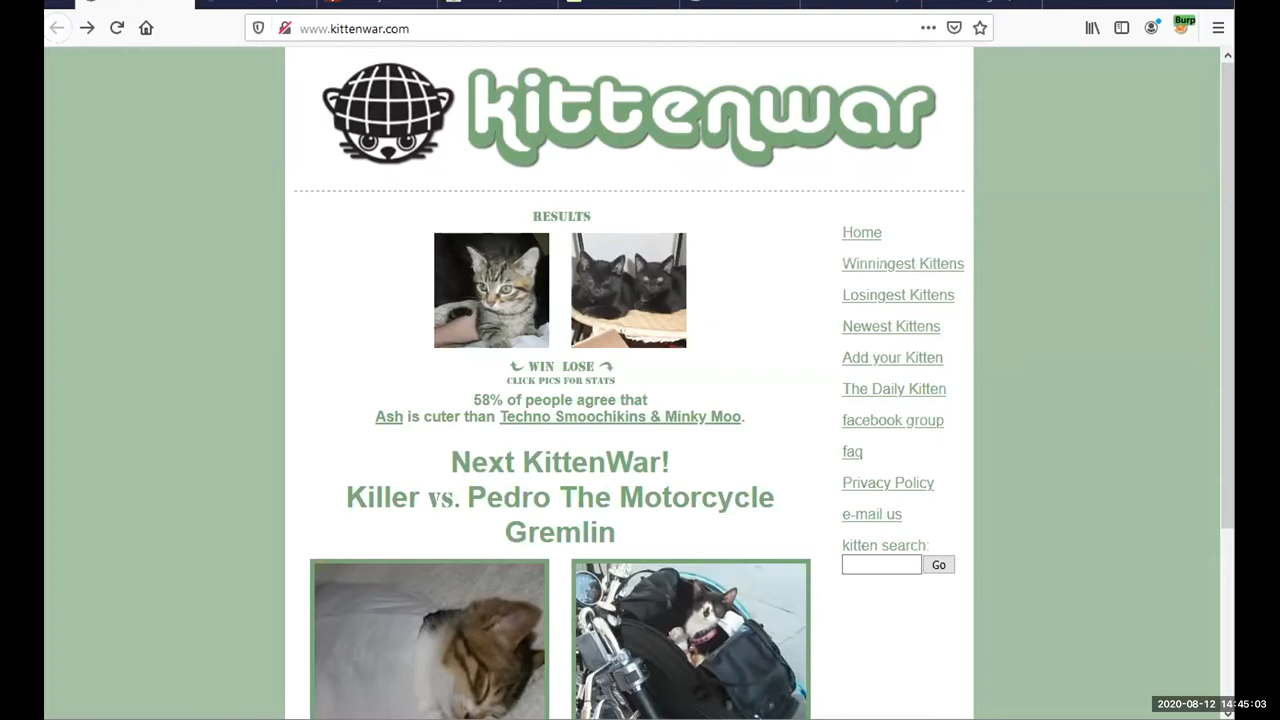 www.kittenwar.com
Burp
kittenwar
RESULTS
WIN LOSE
CLICK PICS FOR STATS
58% of people agree that
Ash is cuter than Techno Smoochikins & Minky Moo.
Next KittenWar!
Killer vs. Pedro The Motorcycle
Gremlin
Home
Winningest Kittens
Losingest Kittens
Newest Kittens
Add your Kitten
The Daily Kitten
facebook group
faq
Privacy Policy
e-mail us
kitten search:
Go
2020-08-12 14:45:03